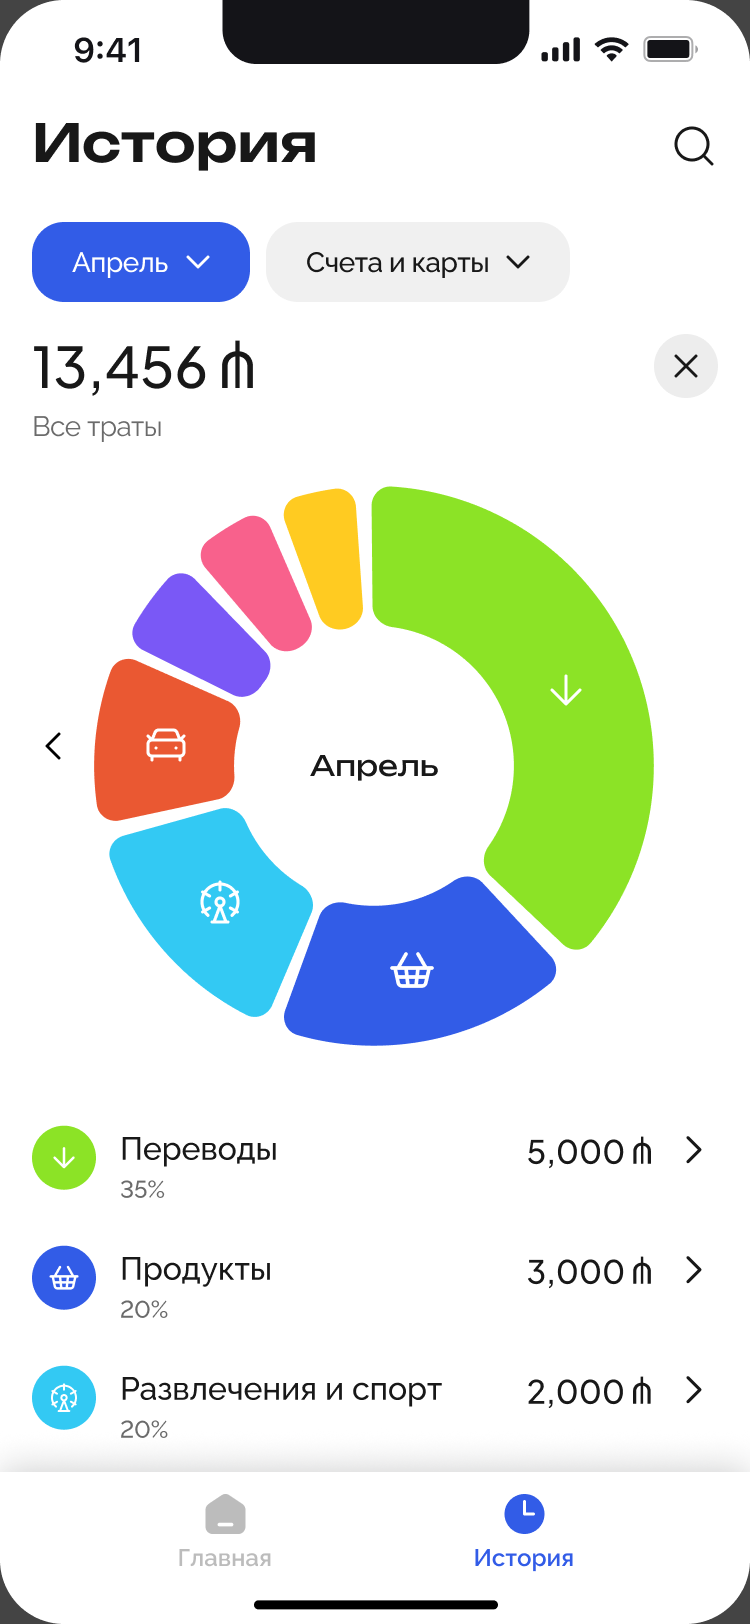 9:41
История
Апрель
Счета и карты
13,456 ₼
Все траты
Апрель
Переводы
5,000 ₼
35%
Продукты
3,000 ₼
20%
Развлечения и спорт
2,000 ₼
20%
Главная
История